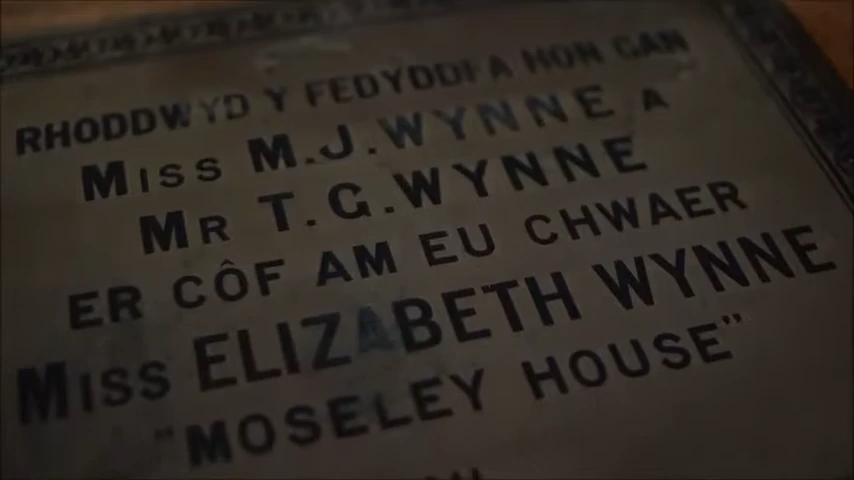 RHODDWYD Y FEDYDDFA HON GAN
MISS M.J. WYNNE A
MR T.G. WYNNE
ER CÔF AM EU CHWAER
MISS ELIZABETH WYNNE
"MOSELEY HOUSE"